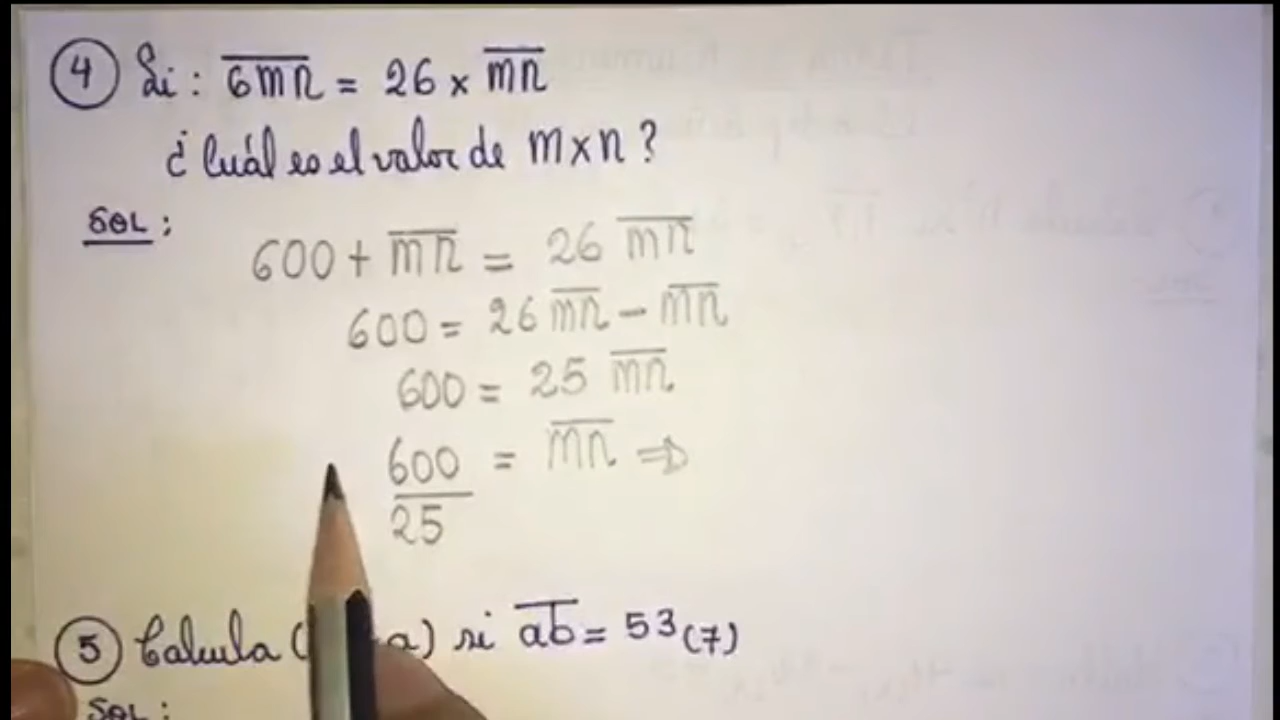 4 Si : 6mn = 26 x mn
¿Cuál es el valor de mxn?
SOL :
600 + mn = 26 mn
600 = 26 mn - mn
600 = 25 mn
600/25 = mn ⇒
5 Calcula ( a) si ab = 53(7)
SOL :